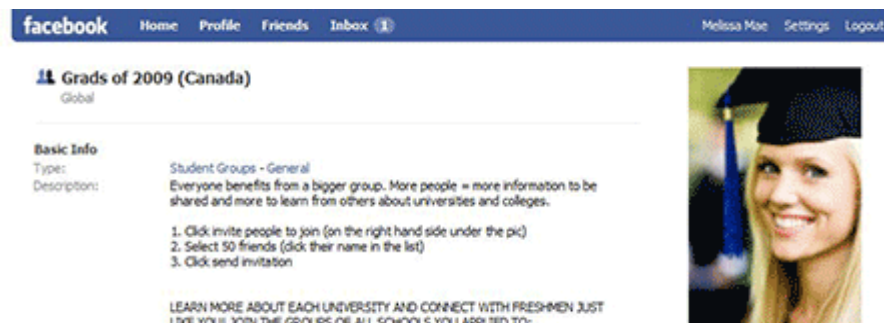 facebook Home Profile Friends Inbox 1 Melissa Mae Settings Logout
Grads of 2009 (Canada)
Global
Basic Info
Type: Student Groups - General
Description: Everyone benefits from a bigger group. More people = more information to be
shared and more to learn from others about universities and colleges.
1. Click invite people to join (on the right hand side under the pic)
2. Select 50 friends (click their name in the list)
3. Click send invitation
LEARN MORE ABOUT EACH UNIVERSITY AND CONNECT WITH FRESHMEN JUST
LIKE YOU! JOIN THE GROUPS OF ALL SCHOOLS YOU APPLIED TO: